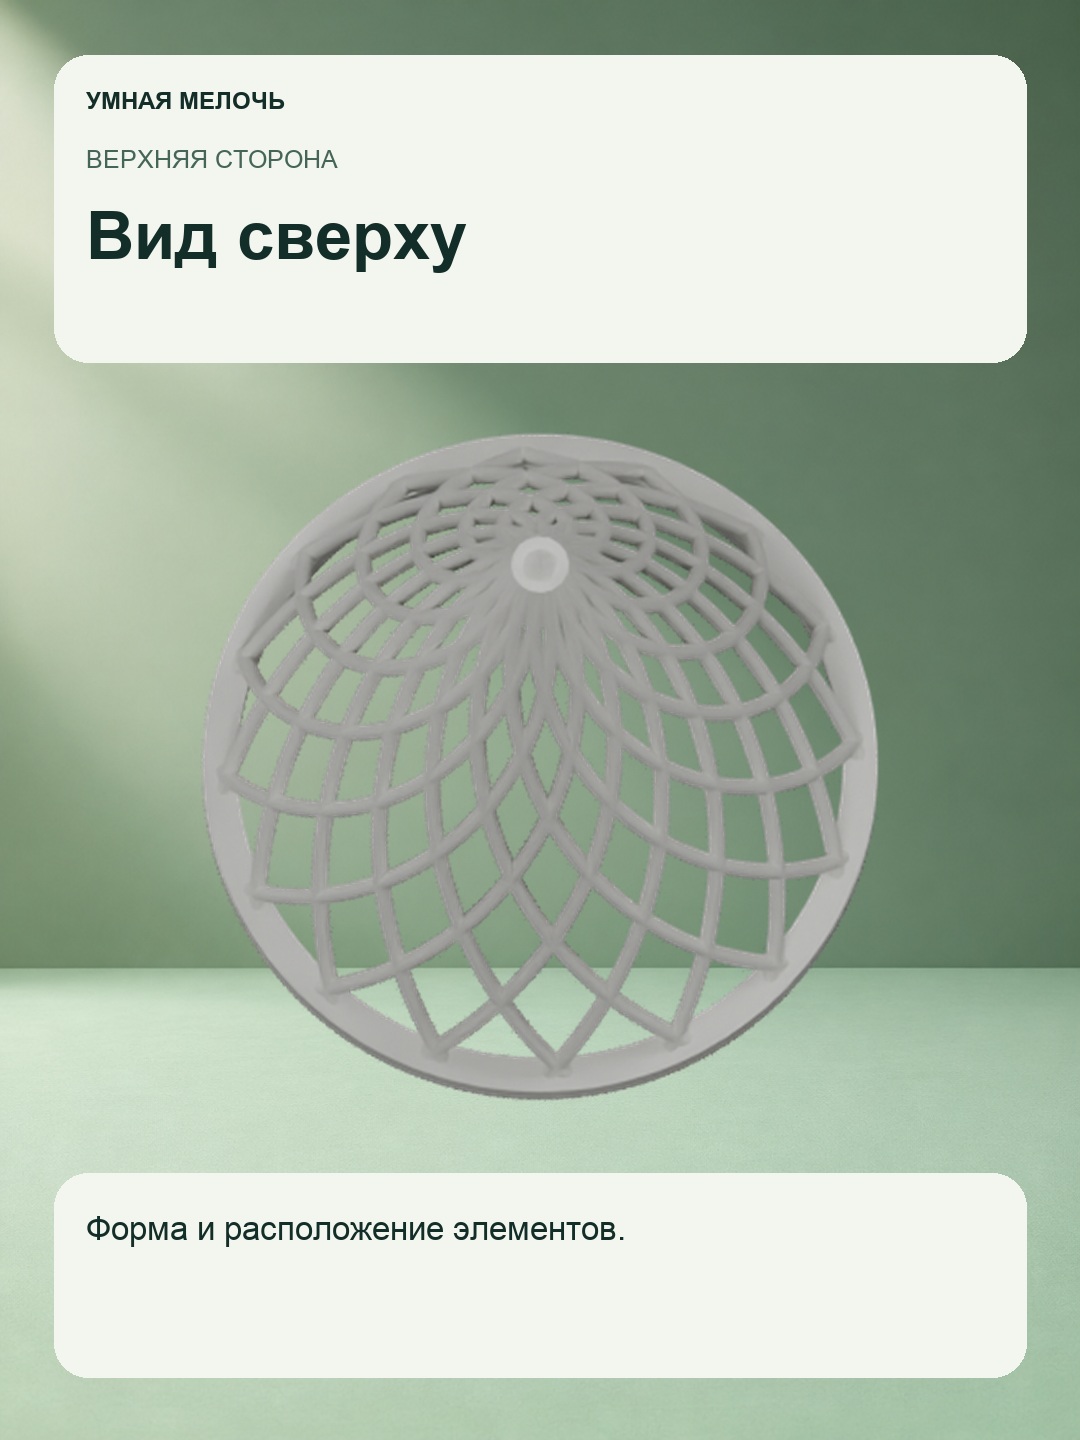 УМНАЯ МЕЛОЧЬ
ВЕРХНЯЯ СТОРОНА
Вид сверху
Форма и расположение элементов.